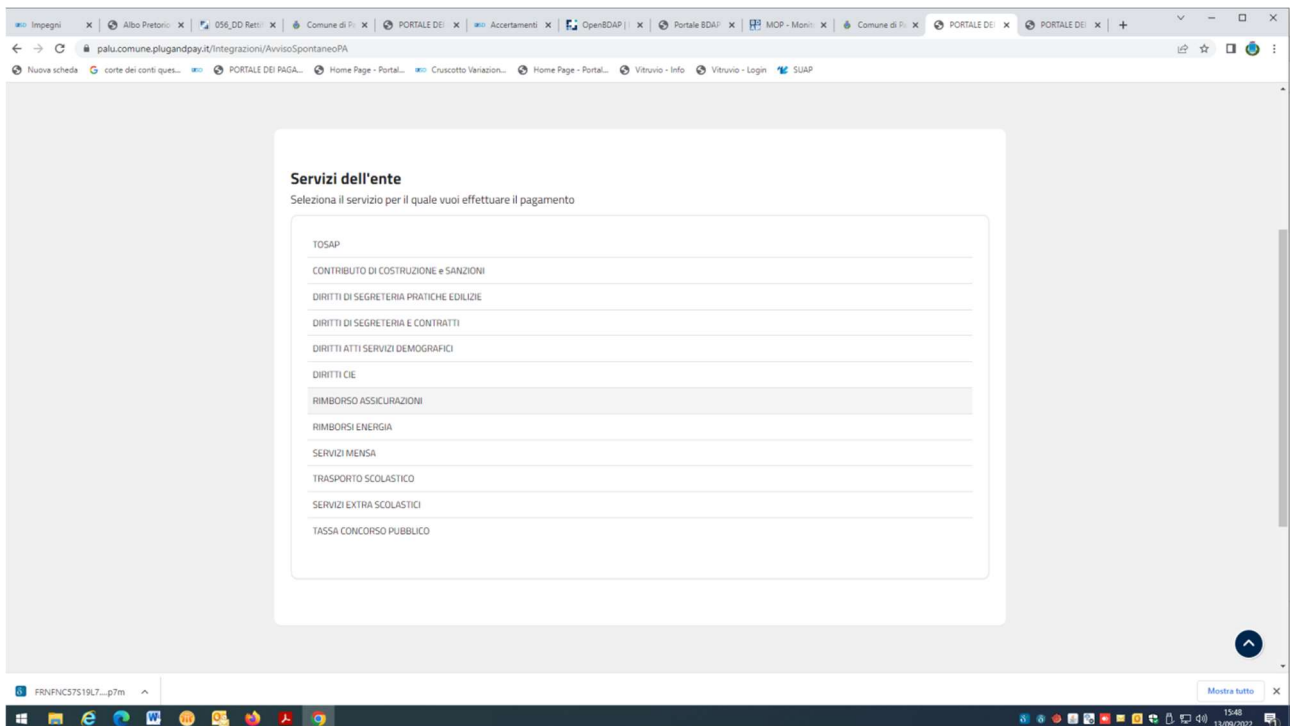 Impegni
Albo Pretorio
056_DD Retti
Comune di P
PORTALE DEI
Accertamenti
OpenBDAP |
Portale BDAP
MOP - Monit
Comune di P
PORTALE DEI
PORTALE DEI
palu.comune.plugandpay.it/Integrazioni/AvvisoSpontaneoPA
Nuova scheda
corte dei conti ques...
PORTALE DEI PAGA...
Home Page - Portal...
Cruscotto Variazion...
Home Page - Portal...
Vitruvio - Info
Vitruvio - Login
SUAP
Servizi dell'ente
Seleziona il servizio per il quale vuoi effettuare il pagamento
TOSAP
CONTRIBUTO DI COSTRUZIONE e SANZIONI
DIRITTI DI SEGRETERIA PRATICHE EDILIZIE
DIRITTI DI SEGRETERIA E CONTRATTI
DIRITTI ATTI SERVIZI DEMOGRAFICI
DIRITTI CIE
RIMBORSO ASSICURAZIONI
RIMBORSI ENERGIA
SERVIZI MENSA
TRASPORTO SCOLASTICO
SERVIZI EXTRA SCOLASTICI
TASSA CONCORSO PUBBLICO
FRNFNC57S19L7....p7m
Mostra tutto
15:48
13/09/2022